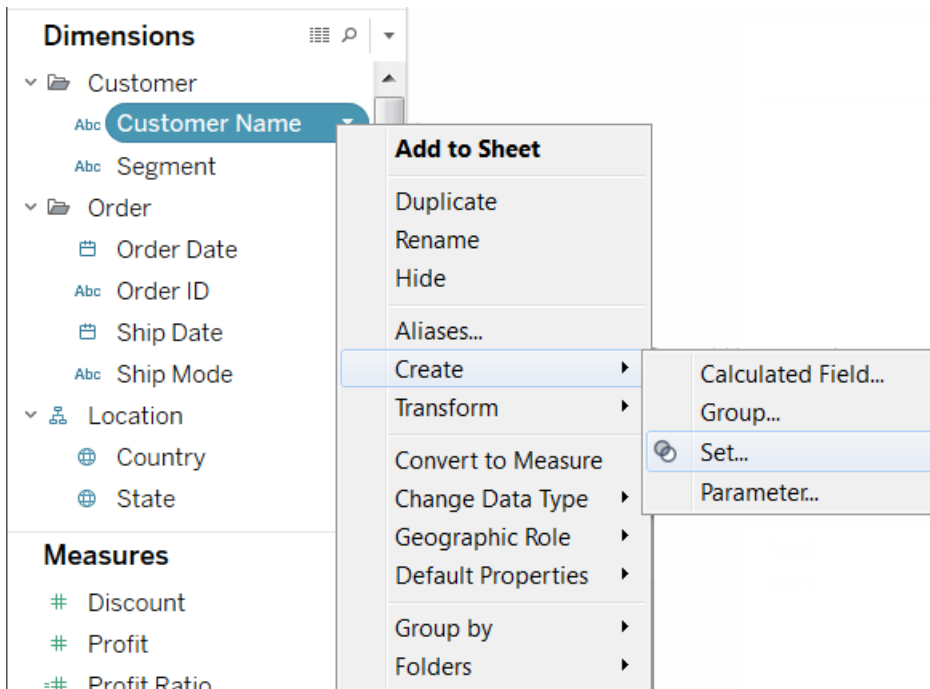 Dimensions
Customer
Abc Customer Name
Abc Segment
Order
Order Date
Abc Order ID
Ship Date
Abc Ship Mode
Location
Country
State
Measures
# Discount
# Profit
=# Profit Ratio
Add to Sheet
Duplicate
Rename
Hide
Aliases...
Create
Transform
Convert to Measure
Change Data Type
Geographic Role
Default Properties
Group by
Folders
Calculated Field...
Group...
Set...
Parameter...